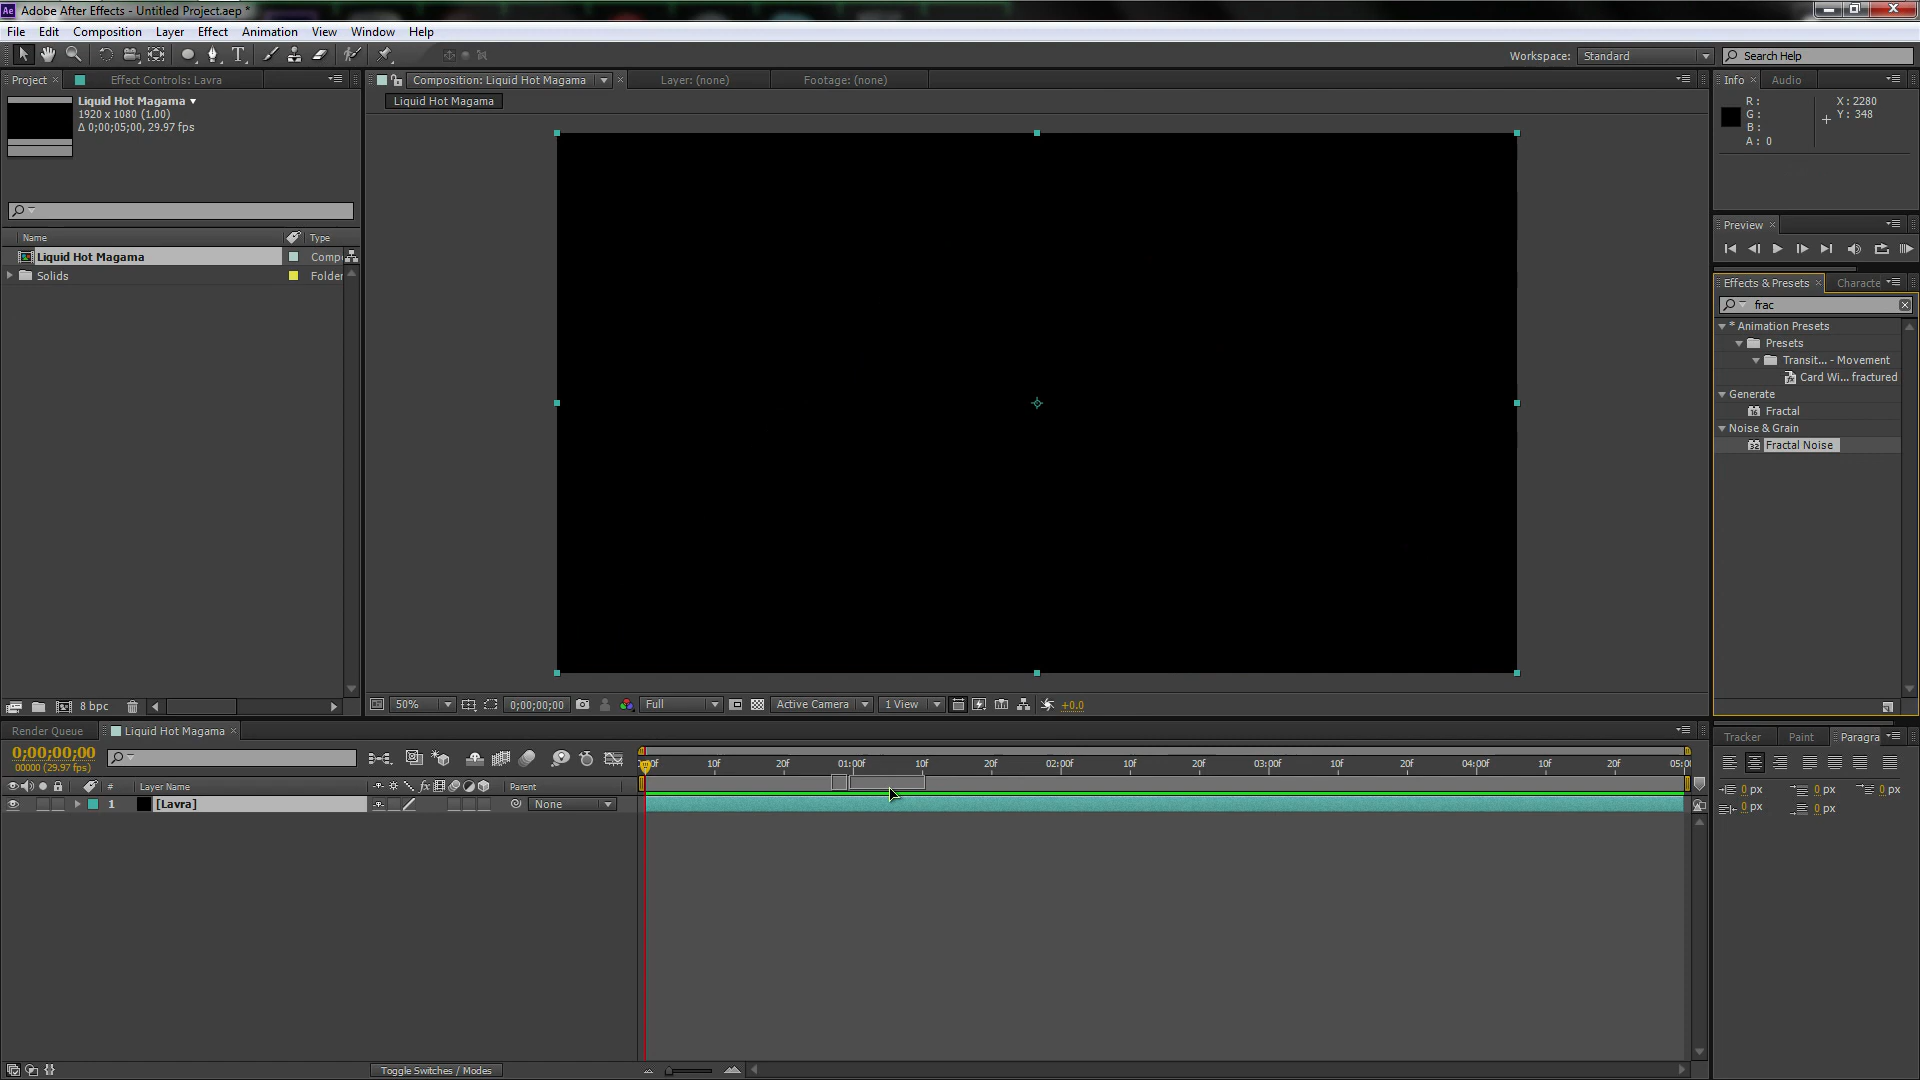 Adobe After Effects - Untitled Project.aep *
File Edit Composition Layer Effect Animation View Window Help
Workspace: Standard Search Help
Project Effect Controls: Lavra
Composition: Liquid Hot Magama Layer: (none) Footage: (none)
Info Audio
Liquid Hot Magama
1920 x 1080 (1.00)
Δ 0;00;05;00, 29.97 fps
Liquid Hot Magama
R : X : 2280
G : Y : 348
B :
A : 0
Preview
Name Type
Liquid Hot Magama Comp
Solids Folder
Effects & Presets Characte
frac
* Animation Presets
Presets
Transit... - Movement
Card Wi... fractured
Generate
Fractal
Noise & Grain
32 Fractal Noise
8 bpc
50% 0;00;00;00 Full Active Camera 1 View +0.0
Render Queue Liquid Hot Magama
0;00;00;00
00000 (29.97 fps)
:00f 10f 20f 01:00f 10f 20f 02:00f 10f 20f 03:00f 10f 20f 04:00f 10f 20f 05:0
# Layer Name fx Parent
1 [Lavra] None
Tracker Paint Paragra
0 px 0 px 0 px
0 px 0 px
Toggle Switches / Modes